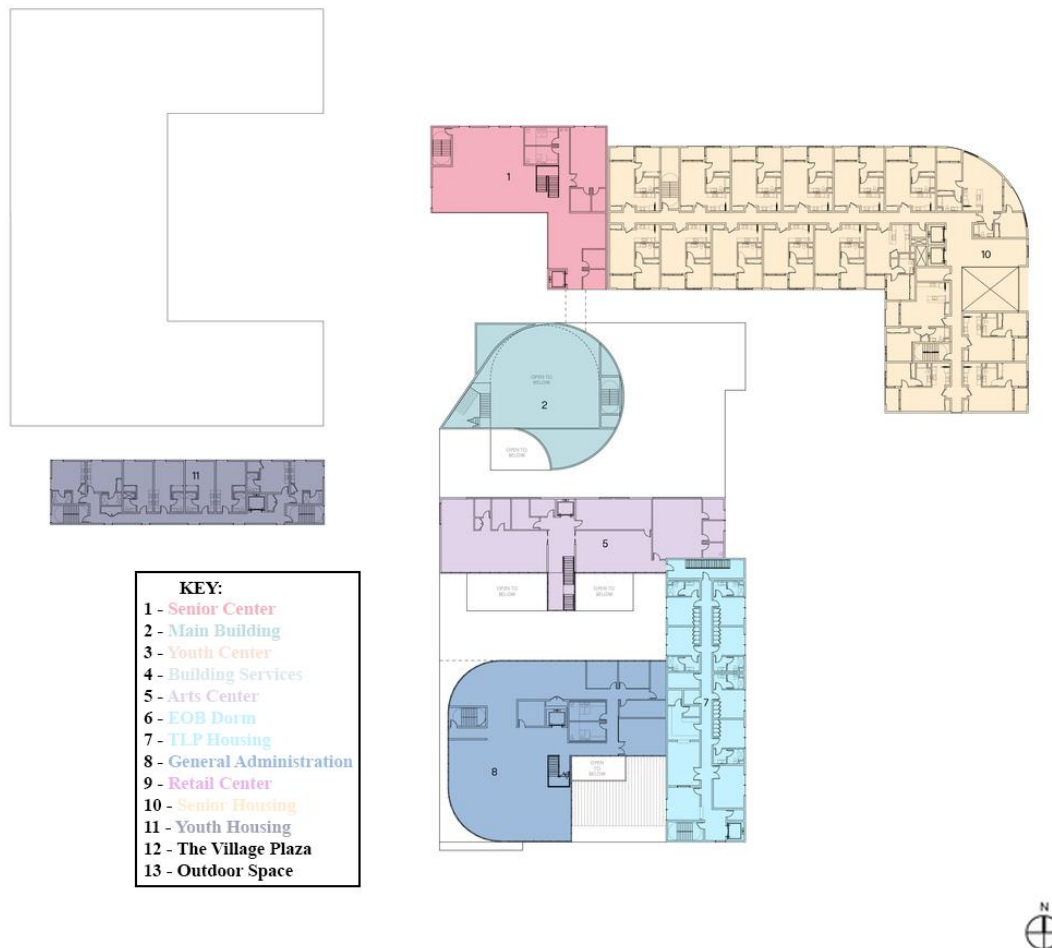 1
10
OPEN TO
BELOW
2
OPEN TO
BELOW
11
5
OPEN TO
BELOW
OPEN TO
BELOW
KEY:
1 - Senior Center
2 - Main Building
3 - Youth Center
4 - Building Services
5 - Arts Center
6 - EOB Dorm
7 - TLP Housing
8 - General Administration
9 - Retail Center
10 - Senior Housing
11 - Youth Housing
12 - The Village Plaza
13 - Outdoor Space
7
8
OPEN
TO
BELOW
N